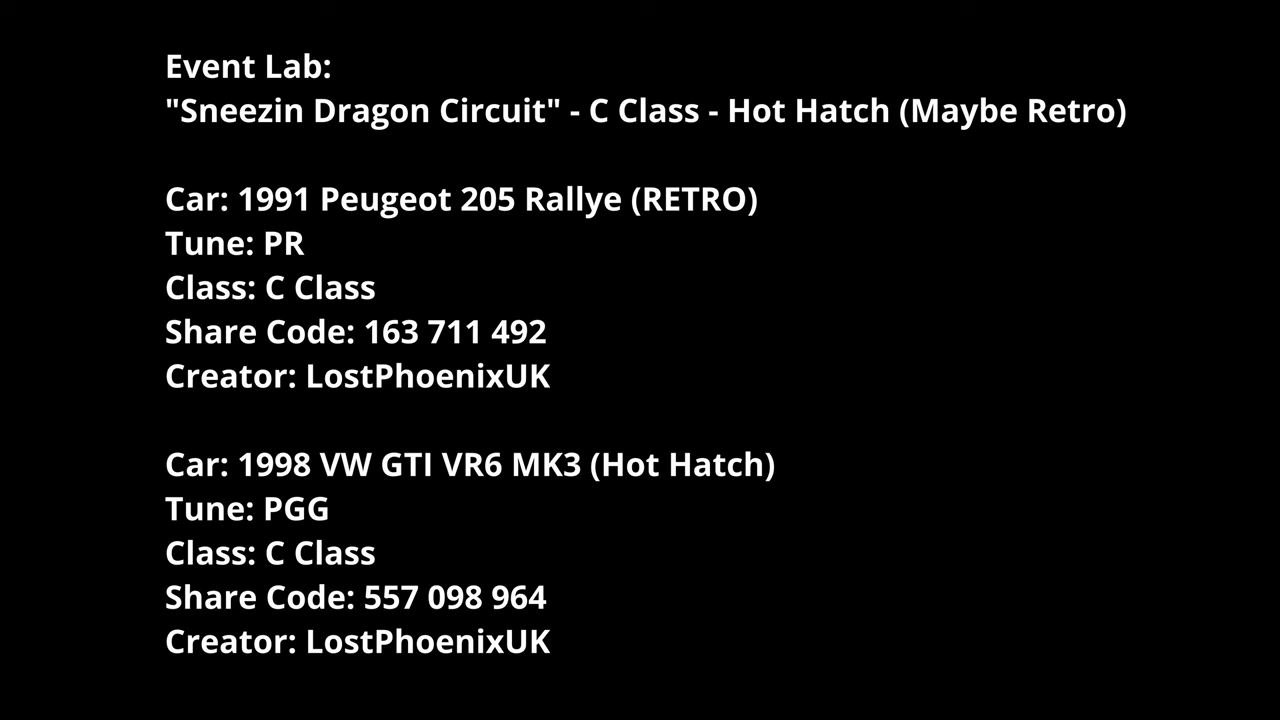 Event Lab:
"Sneezin Dragon Circuit" - C Class - Hot Hatch (Maybe Retro)
Car: 1991 Peugeot 205 Rallye (RETRO)
Tune: PR
Class: C Class
Share Code: 163 711 492
Creator: LostPhoenixUK
Car: 1998 VW GTI VR6 MK3 (Hot Hatch)
Tune: PGG
Class: C Class
Share Code: 557 098 964
Creator: LostPhoenixUK